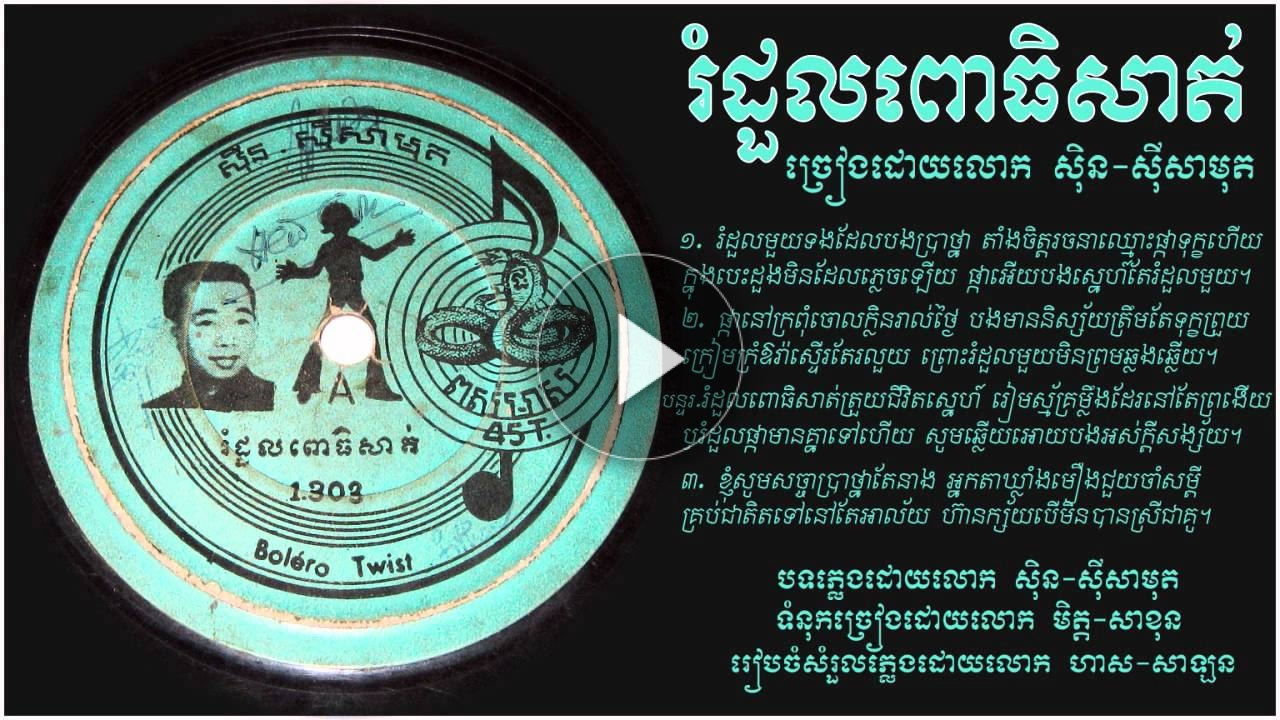 ស៊ីន . ស៊ីសាមុត
A
ពស់មាស
45T.
រំដួលពោធិសាត់
1.303
Boléro Twist
រំដួលពោធិសាត់
ច្រៀងដោយលោក ស៊ិន-ស៊ីសាមុត
១. រំដួលមួយទងដែលបងប្រាថ្នា តាំងចិត្តរចនាឈ្មោះផ្កាទុក្ខហើយ
ក្នុងបេះដូងមិនដែលភ្លេចឡើយ ផ្កាអើយបងស្នេហ៍តែរំដួលមួយ។
២. ផ្កានៅក្រពុំចោលក្លិនរាល់ថ្ងៃ បងមាននិស្ស័យត្រឹមតែទុក្ខព្រួយ
ក្រៀមក្រំឱរ៉ាស្ទើរតែរលួយ ព្រោះរំដួលមួយមិនព្រមឆ្លងឆ្លើយ។
បន្ទរ.រំដួលពោធិសាត់ត្រួយជីវិតស្នេហ៍ រៀមស្ម័គ្រម្លឹងដែរនៅតែព្រងើយ
បុរំដួលផ្កាមានគ្នាទៅហើយ សូមឆ្លើយអោយបងអស់ក្ដីសង្ស័យ។
៣. ខ្ញុំសូមសច្ចាប្រាថ្នាតែនាង អ្នកតាឃ្លាំងមឿងជួយចាំសម្ដី
គ្រប់ជាតិតទៅនៅតែអាល័យ ហ៊ានក្ស័យបើមិនបានស្រីជាគូ។
បទភ្លេងដោយលោក ស៊ិន-ស៊ីសាមុត
ទំនុកច្រៀងដោយលោក មិត្ត-សាខុន
រៀបចំសំរួលភ្លេងដោយលោក ហាស-សាឡន